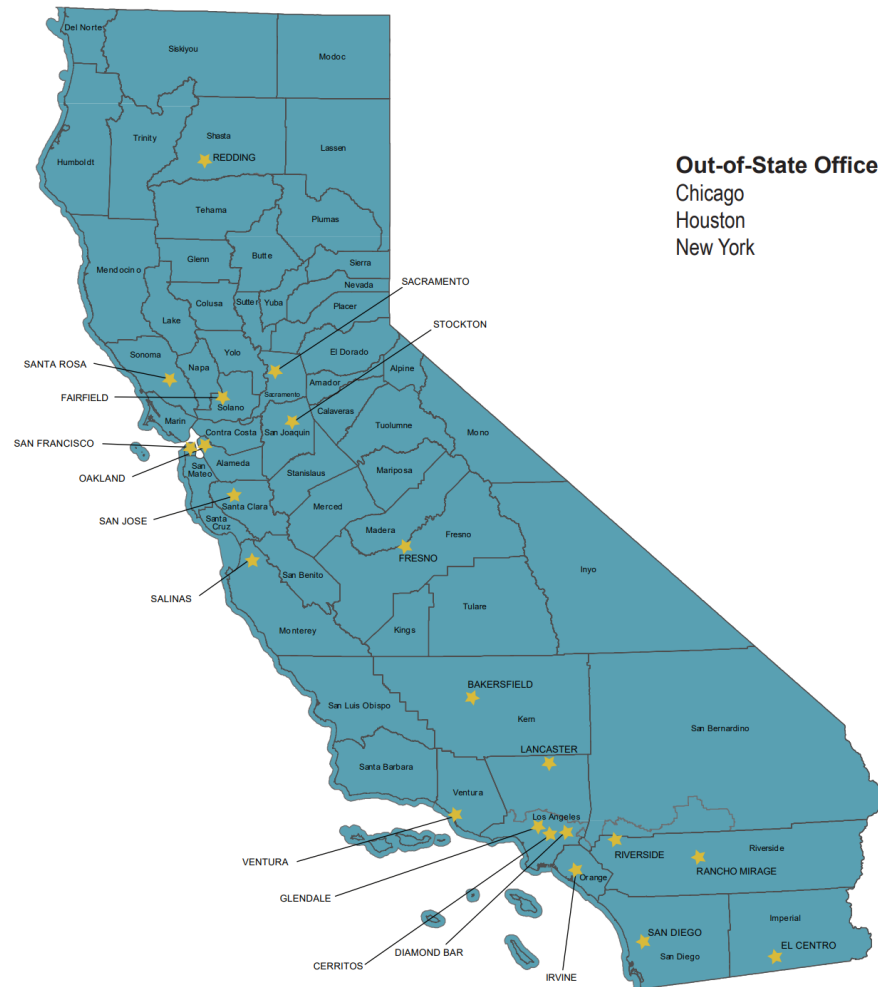 Del Norte
Siskiyou
Modoc
Trinity
Shasta
REDDING
Humboldt
Lassen
Out-of-State Office
Chicago
Houston
New York
Tehama
Plumas
Mendocino
Glenn
Butte
Sierra
Nevada
SACRAMENTO
Colusa
Sutter
Yuba
Placer
Lake
STOCKTON
Sonoma
Yolo
El Dorado
SANTA ROSA
Napa
Alpine
Amador
FAIRFIELD
Solano
Sacramento
Marin
Calaveras
Contra Costa
San Joaquin
Tuolumne
Mono
SAN FRANCISCO
San
Mateo
Alameda
Stanislaus
Mariposa
OAKLAND
Santa Clara
Merced
SAN JOSE
Santa
Cruz
Madera
Fresno
FRESNO
Inyo
San Benito
SALINAS
Tulare
Monterey
Kings
BAKERSFIELD
San Luis Obispo
Kern
San Bernardino
LANCASTER
Santa Barbara
Ventura
Los Angeles
RIVERSIDE
Riverside
VENTURA
RANCHO MIRAGE
Orange
GLENDALE
Imperial
SAN DIEGO
EL CENTRO
DIAMOND BAR
San Diego
CERRITOS
IRVINE